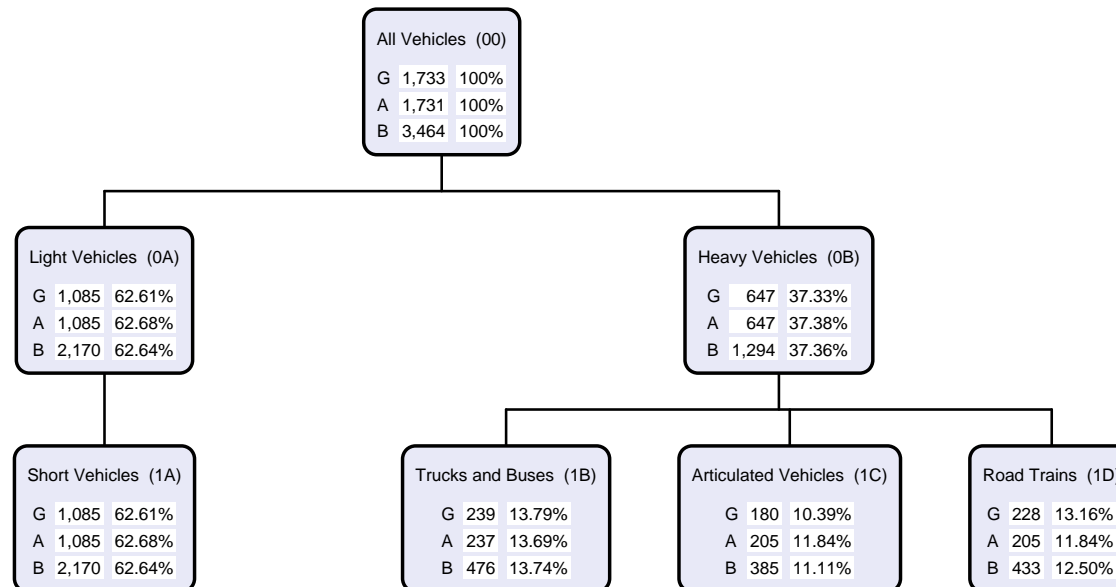 All Vehicles (00)
G 1,733 100%
A 1,731 100%
B 3,464 100%
Light Vehicles (0A)
G 1,085 62.61%
A 1,085 62.68%
B 2,170 62.64%
Heavy Vehicles (0B)
G 647 37.33%
A 647 37.38%
B 1,294 37.36%
Short Vehicles (1A)
G 1,085 62.61%
A 1,085 62.68%
B 2,170 62.64%
Trucks and Buses (1B)
G 239 13.79%
A 237 13.69%
B 476 13.74%
Articulated Vehicles (1C)
G 180 10.39%
A 205 11.84%
B 385 11.11%
Road Trains (1D)
G 228 13.16%
A 205 11.84%
B 433 12.50%